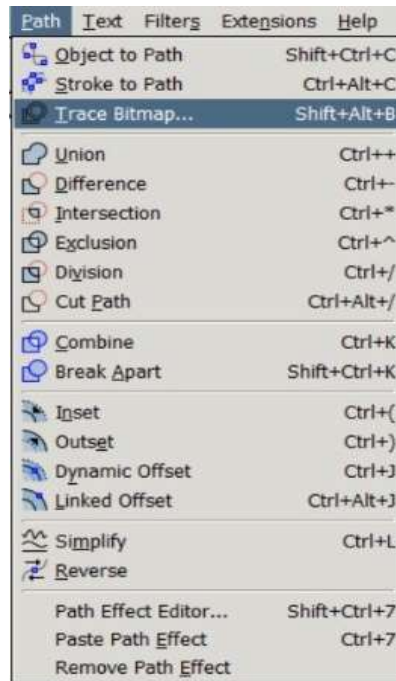 Path Text Filters Extensions Help
Object to Path Shift+Ctrl+C
Stroke to Path Ctrl+Alt+C
Trace Bitmap... Shift+Alt+B
Union Ctrl++
Difference Ctrl+-
Intersection Ctrl+*
Exclusion Ctrl+^
Division Ctrl+/
Cut Path Ctrl+Alt+/
Combine Ctrl+K
Break Apart Shift+Ctrl+K
Inset Ctrl+(
Outset Ctrl+)
Dynamic Offset Ctrl+J
Linked Offset Ctrl+Alt+J
Simplify Ctrl+L
Reverse
Path Effect Editor... Shift+Ctrl+7
Paste Path Effect Ctrl+7
Remove Path Effect